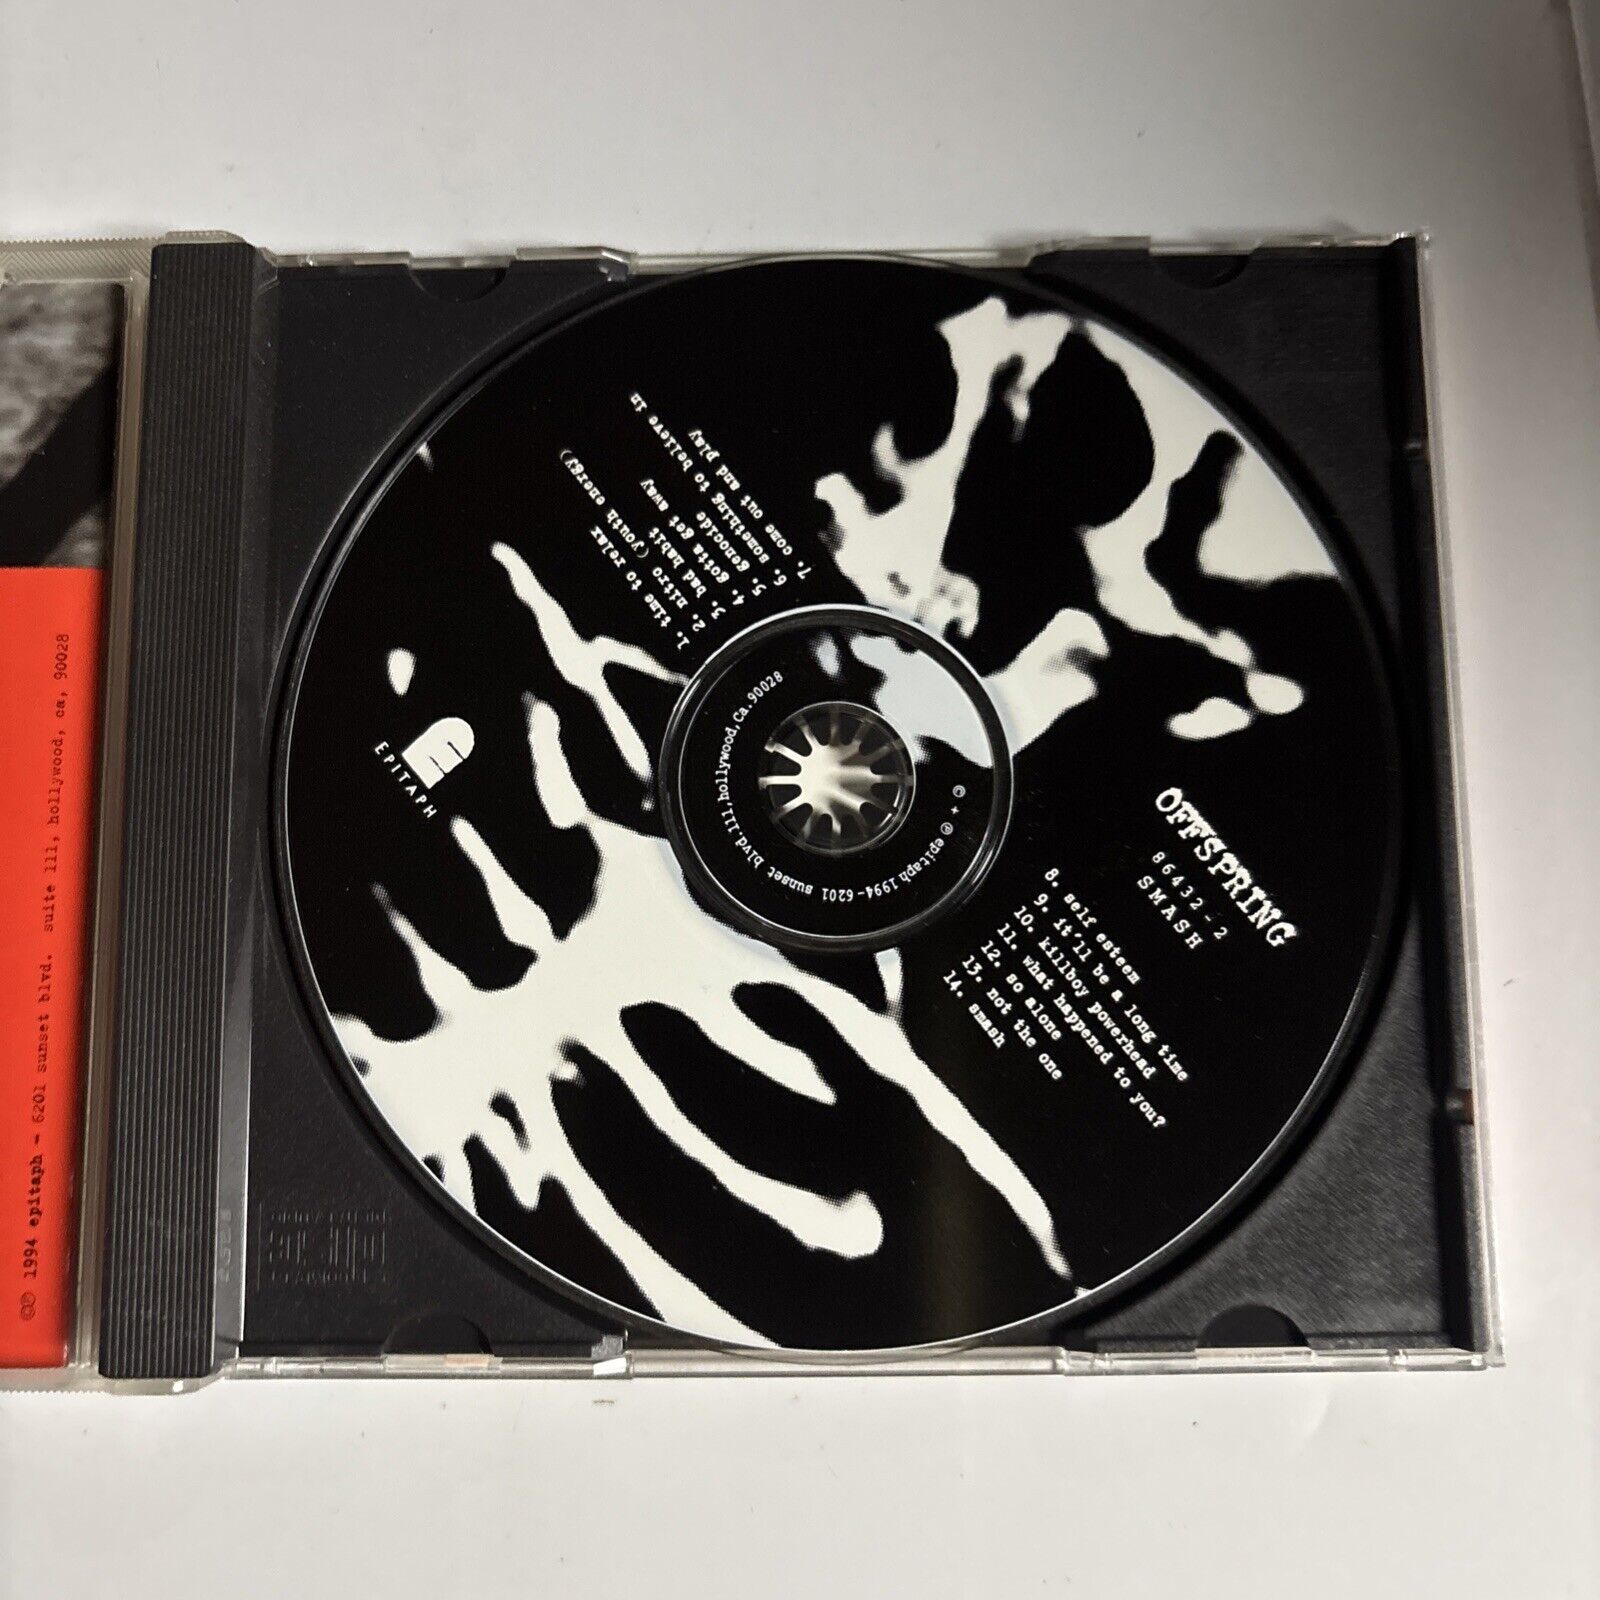 ©℗ 1994 epitaph - 6201 sunset blvd. suite 111, hollywood, ca, 90028
1. time to relax
2. nitro (youth energy)
3. bad habit
4. gotta get away
5. genocide
6. something to believe in
7. come out and play
E
EPITAPH
OFFSPRING
86432-2
SMASH
8. self esteem
9. it'll be a long time
10. killboy powerhead
11. what happened to you?
12. so alone
13. not the one
14. smash
© + ℗ epitaph 1994-6201 sunset blvd.111,hollywood,Ca.90028